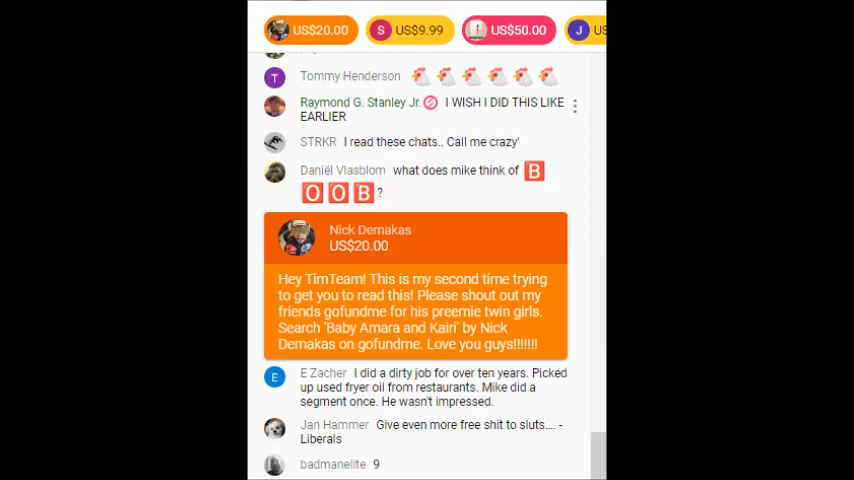 US$20.00 S US$9.99 US$50.00 J US
T Tommy Henderson
Raymond G. Stanley Jr. I WISH I DID THIS LIKE
EARLIER
STRKR I read these chats.. Call me crazy'
Daniël Vlasblom what does mike think of B
O O B ?
Nick Demakas
US$20.00
Hey TimTeam! This is my second time trying
to get you to read this! Please shout out my
friends gofundme for his preemie twin girls.
Search 'Baby Amara and Kairi' by Nick
Demakas on gofundme. Love you guys!!!!!!!
E E Zacher I did a dirty job for over ten years. Picked
up used fryer oil from restaurants. Mike did a
segment once. He wasn't impressed.
Jan Hammer Give even more free shit to sluts.... -
Liberals
badmanelite 9